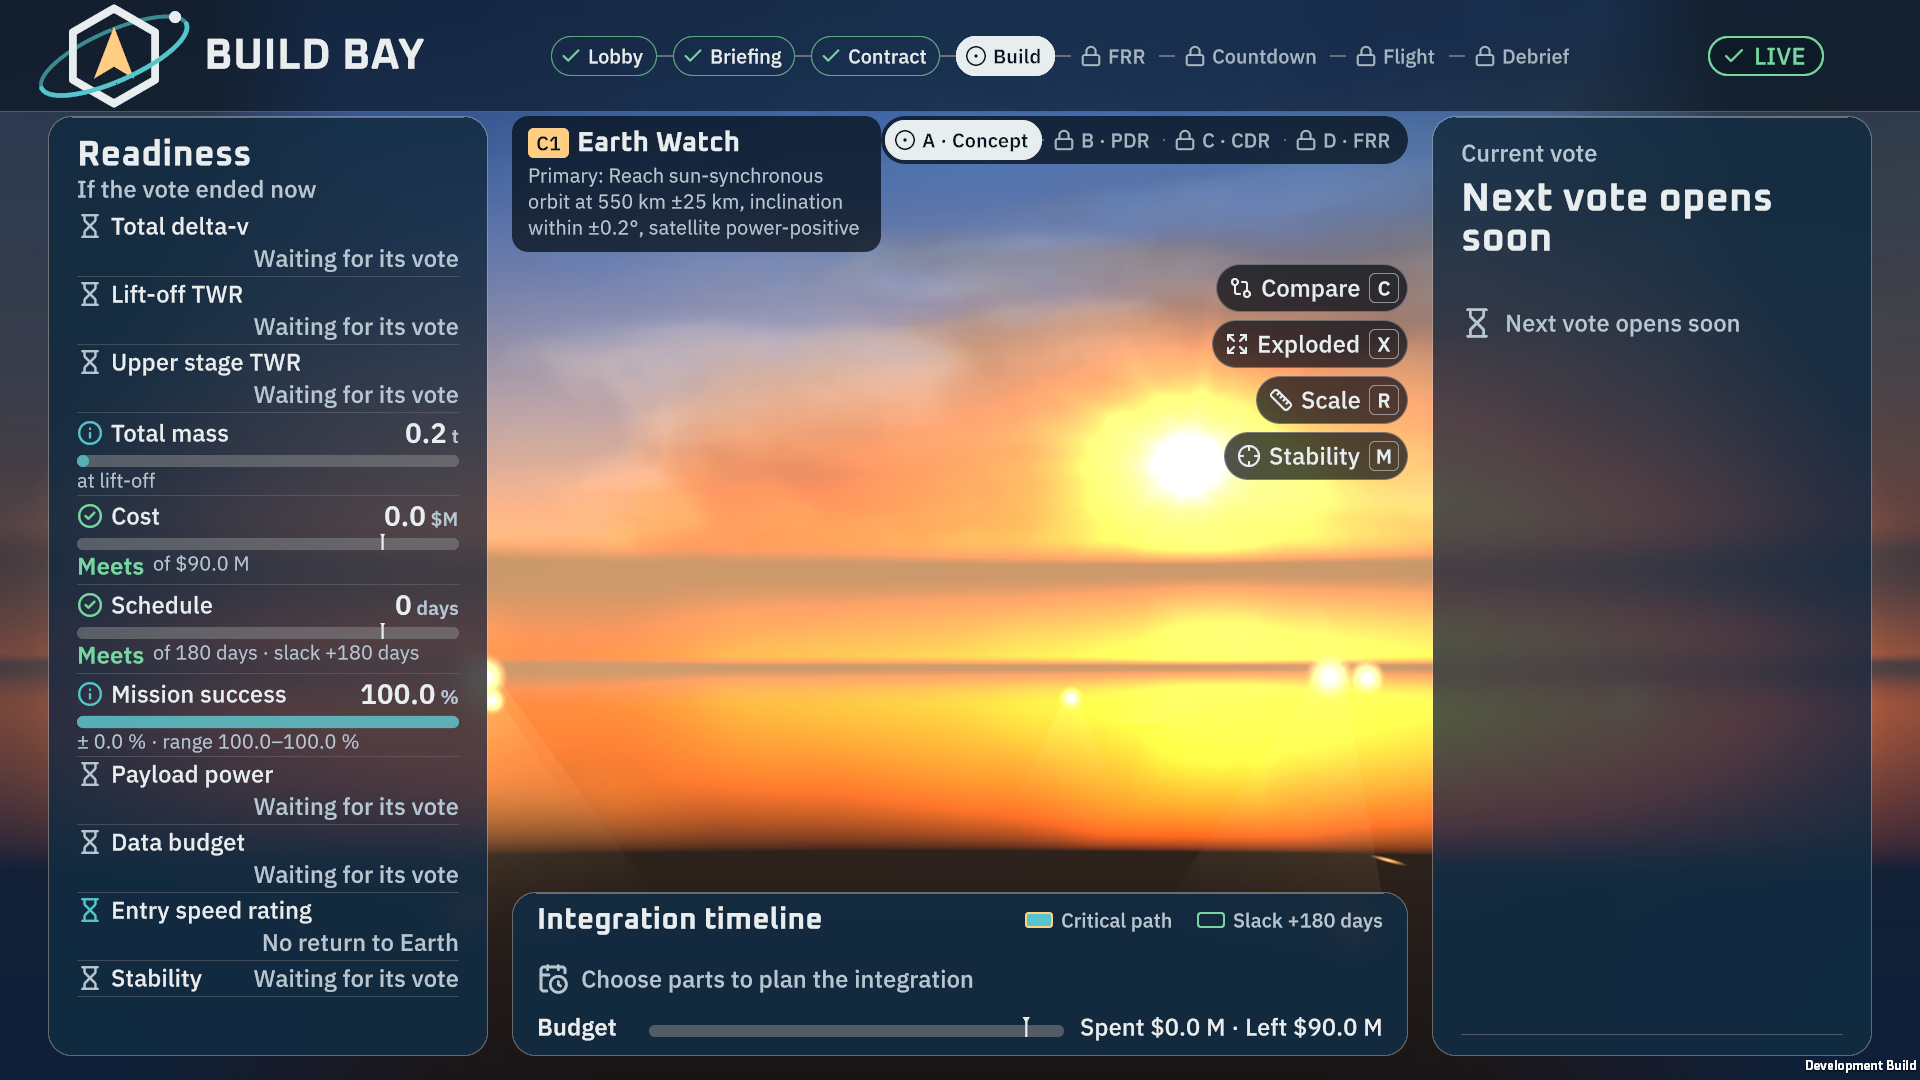 BUILD BAY
Lobby
Briefing
Contract
Build
FRR
Countdown
Flight
Debrief
LIVE
Readiness
If the vote ended now
Total delta-v
Waiting for its vote
Lift-off TWR
Waiting for its vote
Upper stage TWR
Waiting for its vote
Total mass 0.2 t
at lift-off
Cost 0.0 $M
Meets of $90.0 M
Schedule 0 days
Meets of 180 days · slack +180 days
Mission success 100.0 %
± 0.0 % · range 100.0–100.0 %
Payload power
Waiting for its vote
Data budget
Waiting for its vote
Entry speed rating
No return to Earth
Stability Waiting for its vote
C1 Earth Watch
Primary: Reach sun-synchronous
orbit at 550 km ±25 km, inclination
within ±0.2°, satellite power-positive
A · Concept · B · PDR · C · CDR · D · FRR
Compare C
Exploded X
Scale R
Stability M
Integration timeline
Critical path
Slack +180 days
Choose parts to plan the integration
Budget
Spent $0.0 M · Left $90.0 M
Current vote
Next vote opens
soon
Next vote opens soon
Development Build